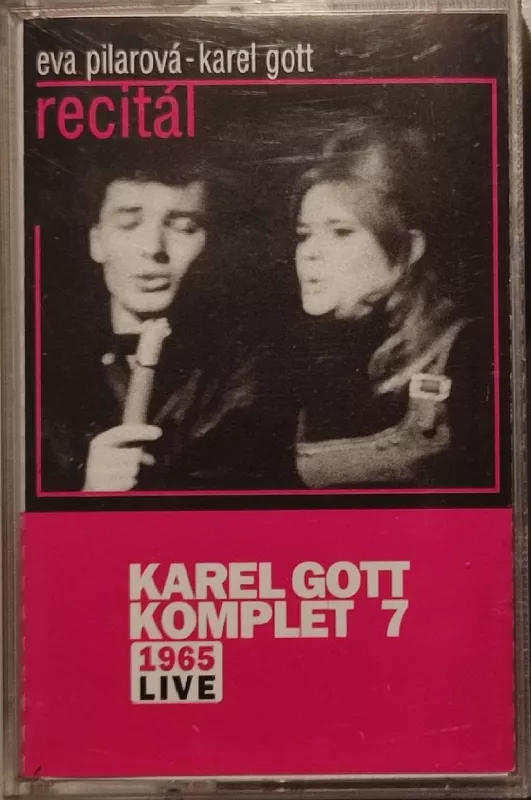 eva pilarová-karel gott
recitál
KAREL GOTT
KOMPLET 7
1965
LIVE